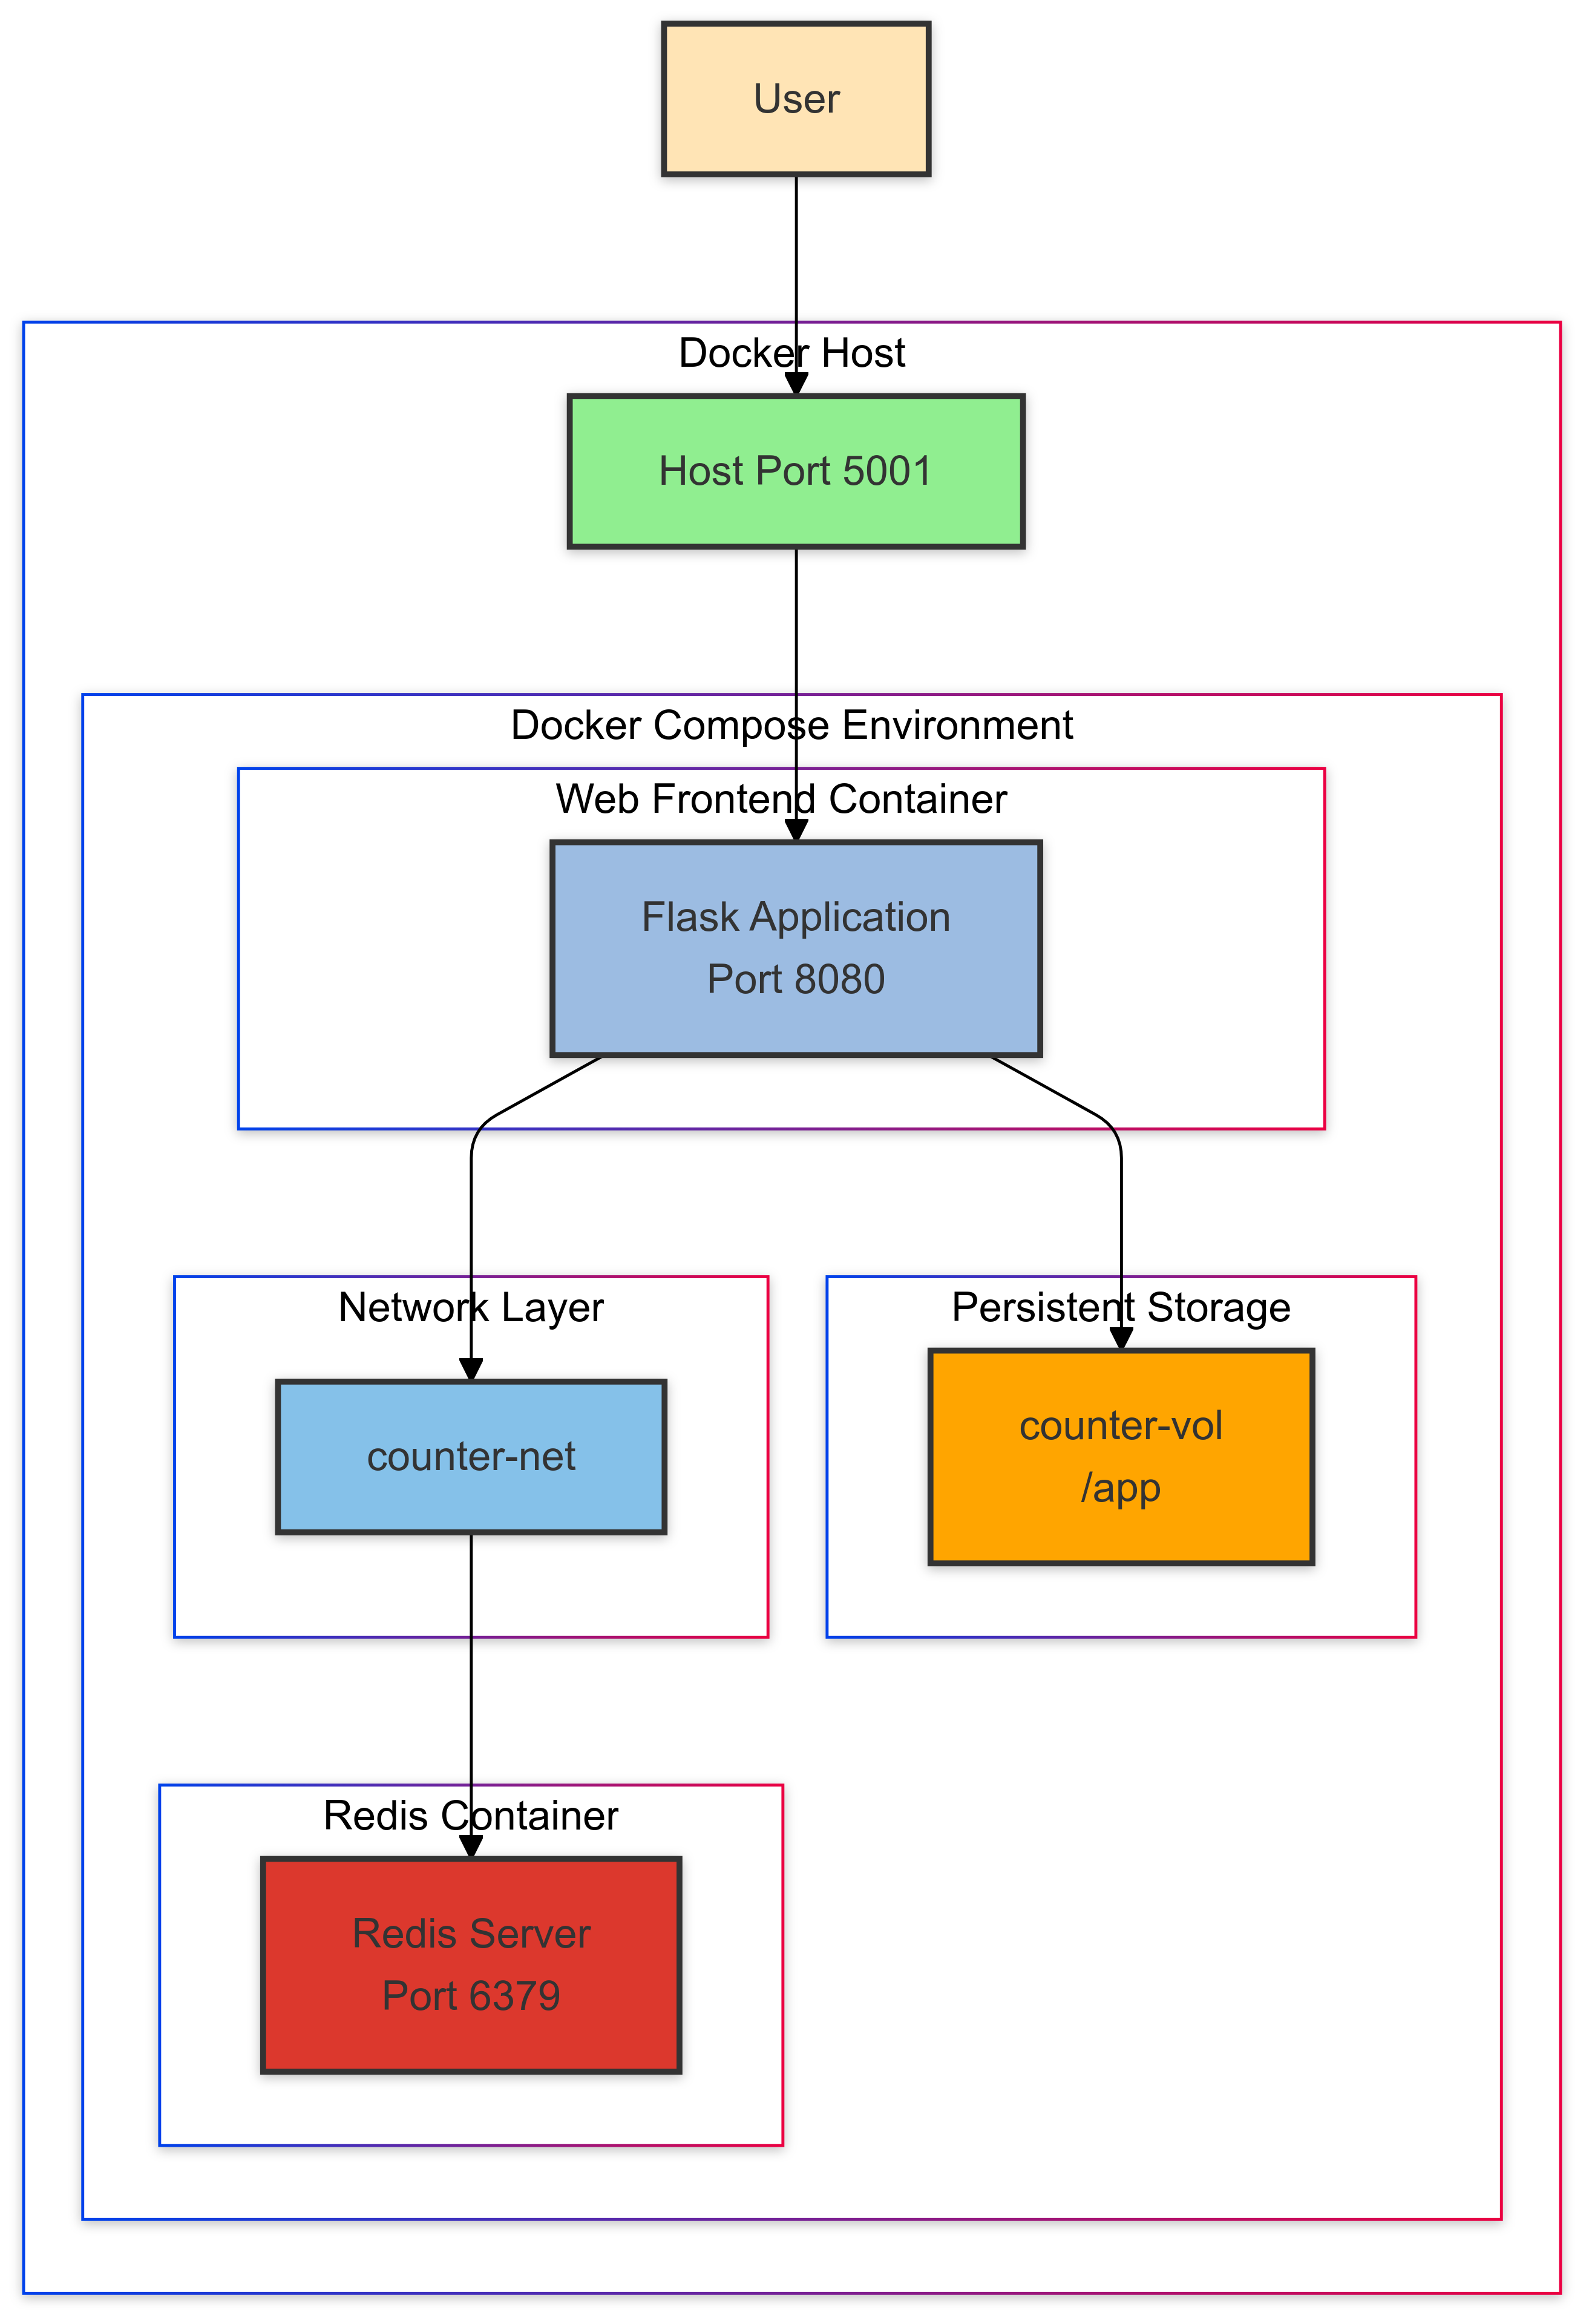 User
Docker Host
Host Port 5001
Docker Compose Environment
Web Frontend Container
Flask Application
Port 8080
Network Layer
counter-net
Persistent Storage
counter-vol
/app
Redis Container
Redis Server
Port 6379